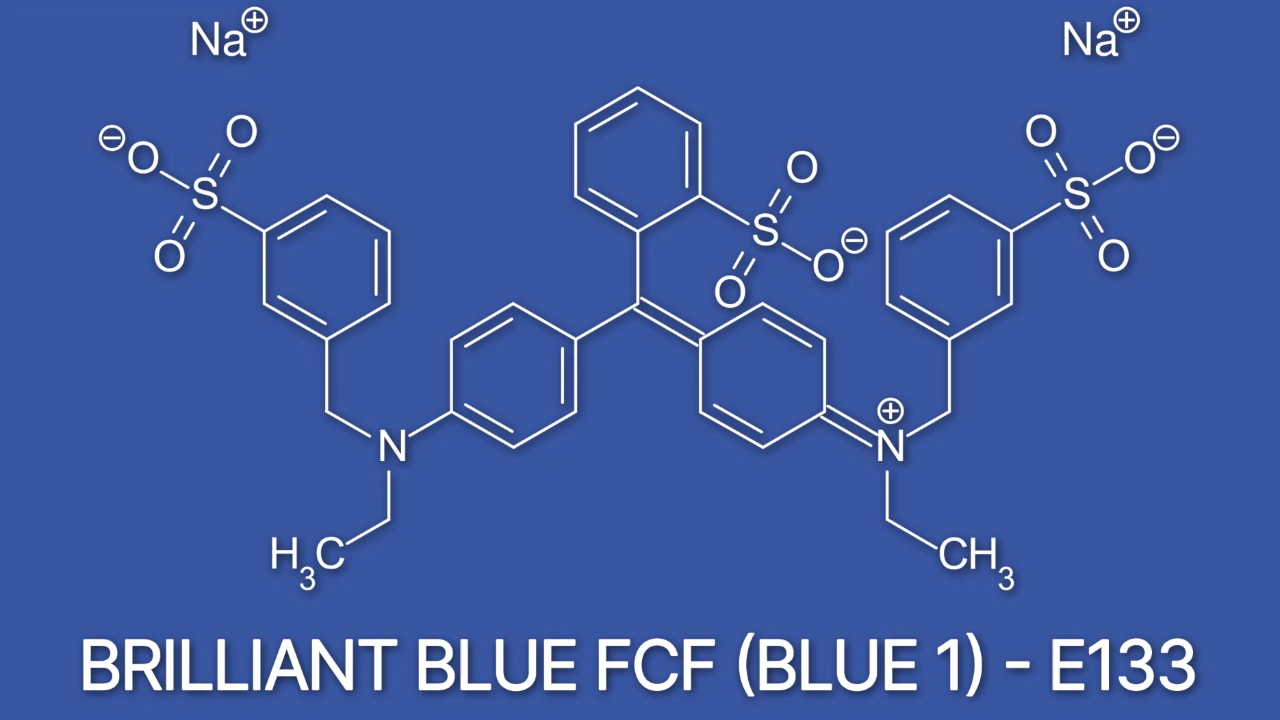 Na⊕ Na⊕
⊖O O O O⊖
S O S
O S O
O O⊖
N ⊕N
H3C CH3
BRILLIANT BLUE FCF (BLUE 1) - E133